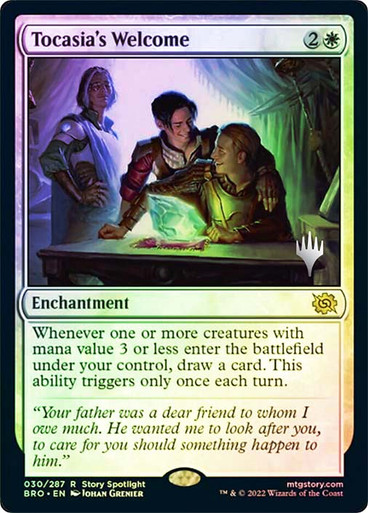 Tocasia's Welcome 2
Enchantment
Whenever one or more creatures with
mana value 3 or less enter the battlefield
under your control, draw a card. This
ability triggers only once each turn.
"Your father was a dear friend to whom I
owe much. He wanted me to look after you,
to care for you should something happen to
him."
030/287 R Story Spotlight
mtgstory.com
BRO • EN Johan Grenier
™ & © 2022 Wizards of the Coast